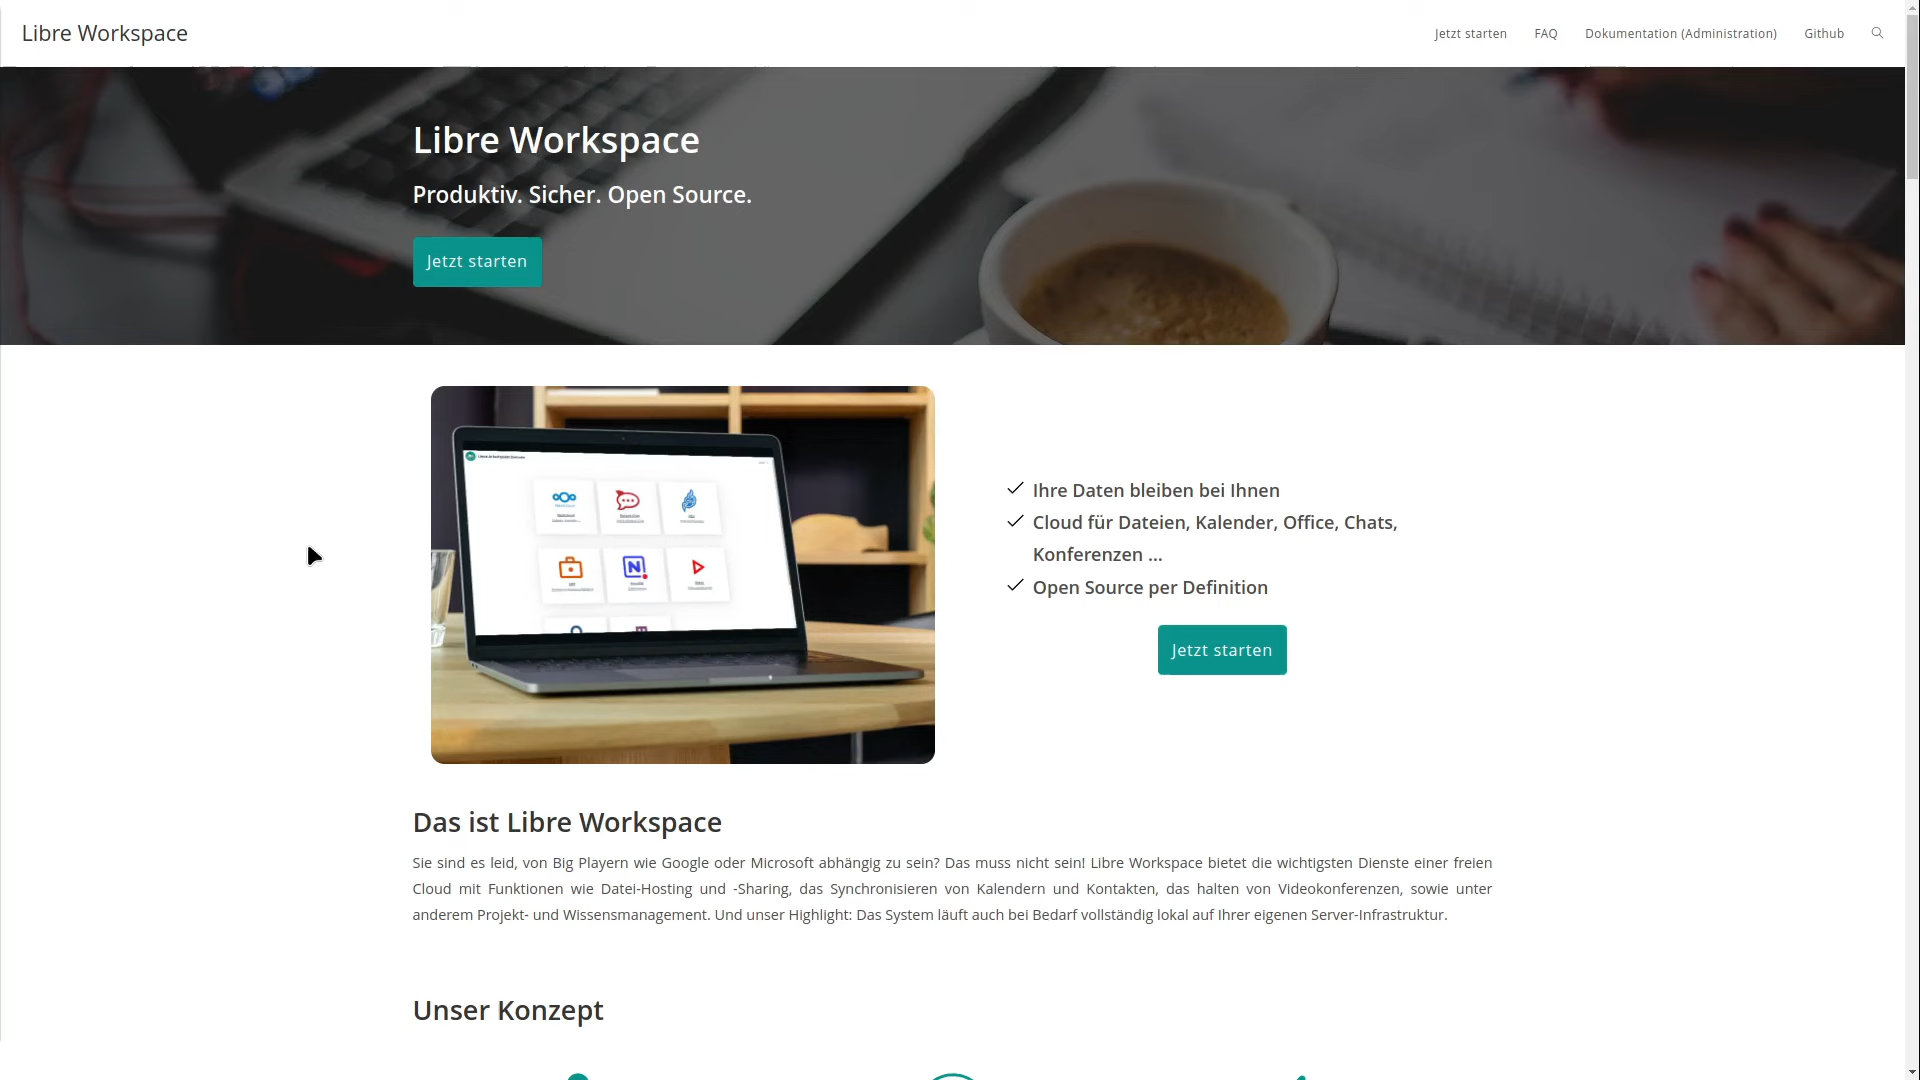 Libre Workspace
Jetzt starten
FAQ
Dokumentation (Administration)
Github
Libre Workspace
Produktiv. Sicher. Open Source.
Jetzt starten
Ihre Daten bleiben bei Ihnen
Cloud für Dateien, Kalender, Office, Chats,
Konferenzen ...
Open Source per Definition
Jetzt starten
Das ist Libre Workspace
Sie sind es leid, von Big Playern wie Google oder Microsoft abhängig zu sein? Das muss nicht sein! Libre Workspace bietet die wichtigsten Dienste einer freien
Cloud mit Funktionen wie Datei-Hosting und -Sharing, das Synchronisieren von Kalendern und Kontakten, das halten von Videokonferenzen, sowie unter
anderem Projekt- und Wissensmanagement. Und unser Highlight: Das System läuft auch bei Bedarf vollständig lokal auf Ihrer eigenen Server-Infrastruktur.
Unser Konzept